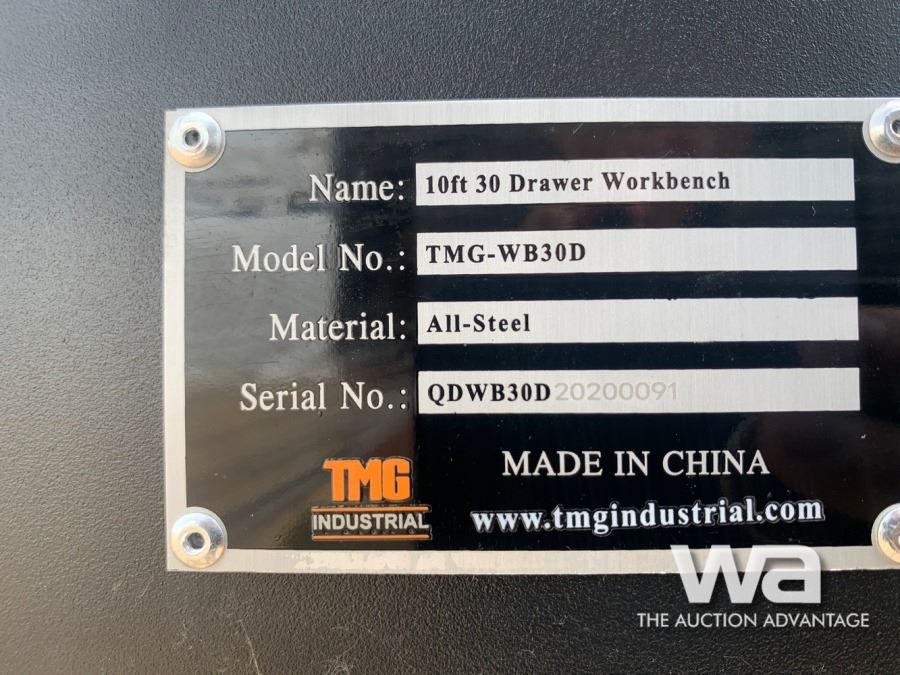 Name: 10ft 30 Drawer Workbench
Model No.: TMG-WB30D
Material: All-Steel
Serial No.: QDWB30D20200091
TMG
INDUSTRIAL
MADE IN CHINA
www.tmgindustrial.com
wa
THE AUCTION ADVANTAGE